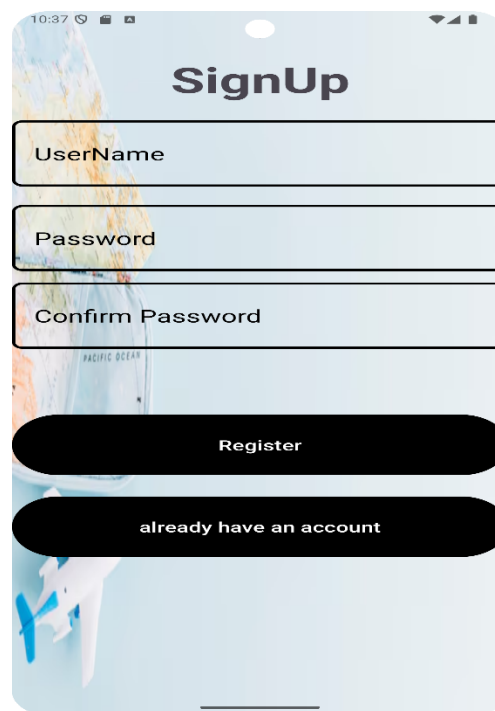 10:37
SignUp
UserName
Password
Confirm Password
PACIFIC OCEAN
Register
already have an account